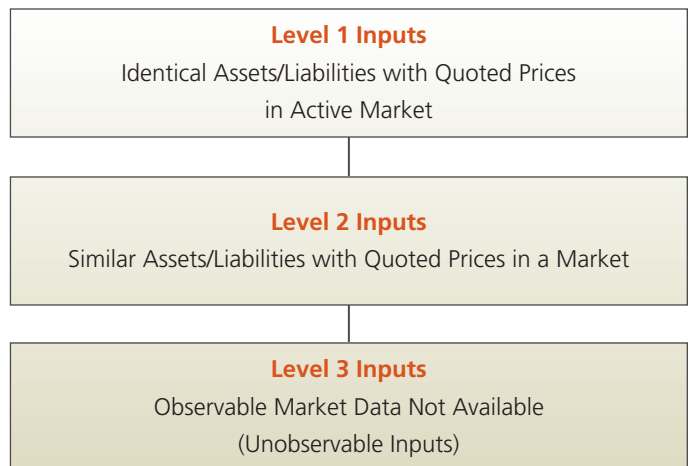 Level 1 Inputs
Identical Assets/Liabilities with Quoted Prices
in Active Market
Level 2 Inputs
Similar Assets/Liabilities with Quoted Prices in a Market
Level 3 Inputs
Observable Market Data Not Available
(Unobservable Inputs)